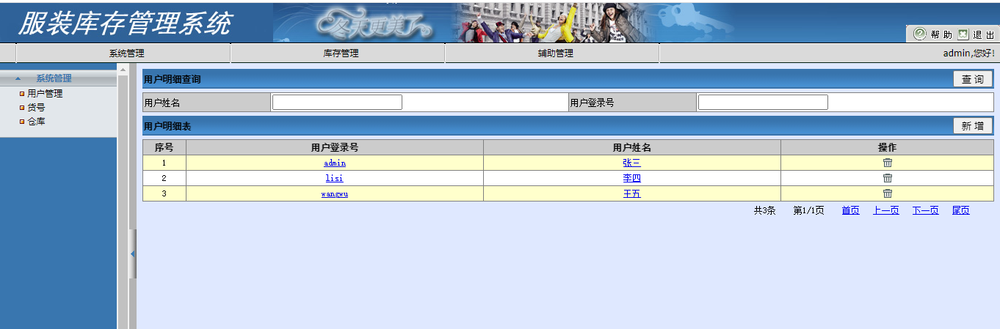 服装库存管理系统
冬天更美了
帮 助 退 出
系统管理 库存管理 辅助管理 admin,您好!
系统管理
用户管理
货号
仓库
用户明细查询 查 询
用户姓名 用户登录号
用户明细表 新 增
序号 用户登录号 用户姓名 操作
1 admin 张三
2 lisi 李四
3 wangwu 王五
共3条 第1/1页 首页 上一页 下一页 尾页